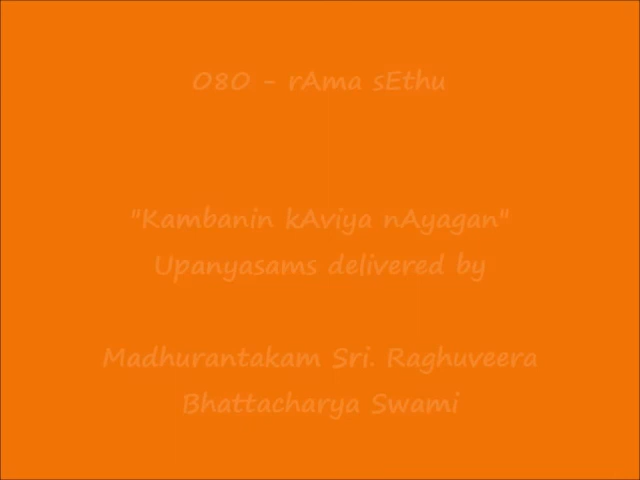 080 - rAma sEthu
"Kambanin kAviya nAyagan"
Upanyasams delivered by
Madhurantakam Sri. Raghuveera
Bhattacharya Swami